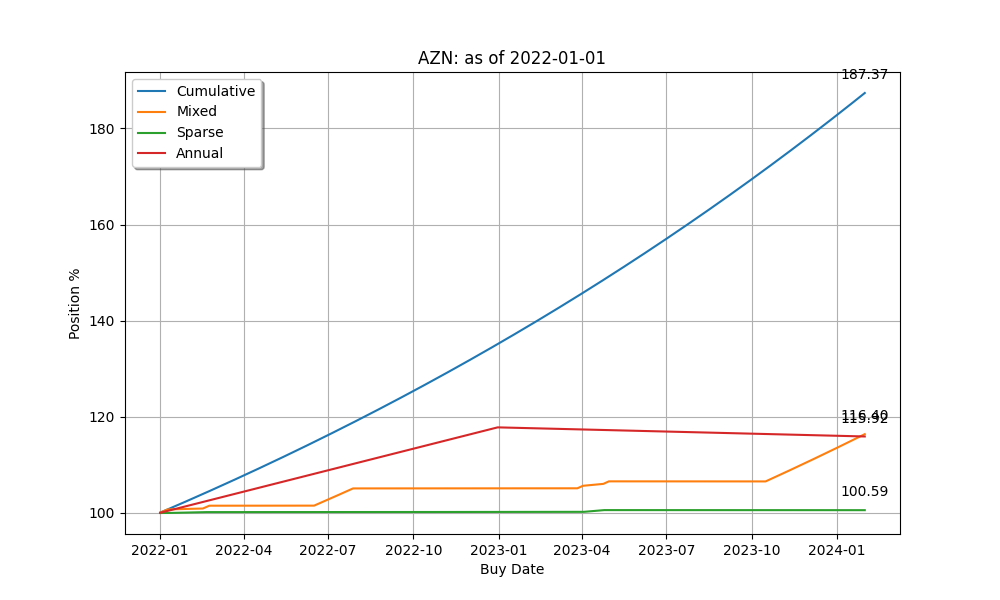 AZN: as of 2022-01-01
187.37
Cumulative
Mixed
Sparse
Annual
180
160
140
120
100
Position %
116.40
115.92
100.59
2022-01
2022-04
2022-07
2022-10
2023-01
2023-04
2023-07
2023-10
2024-01
Buy Date